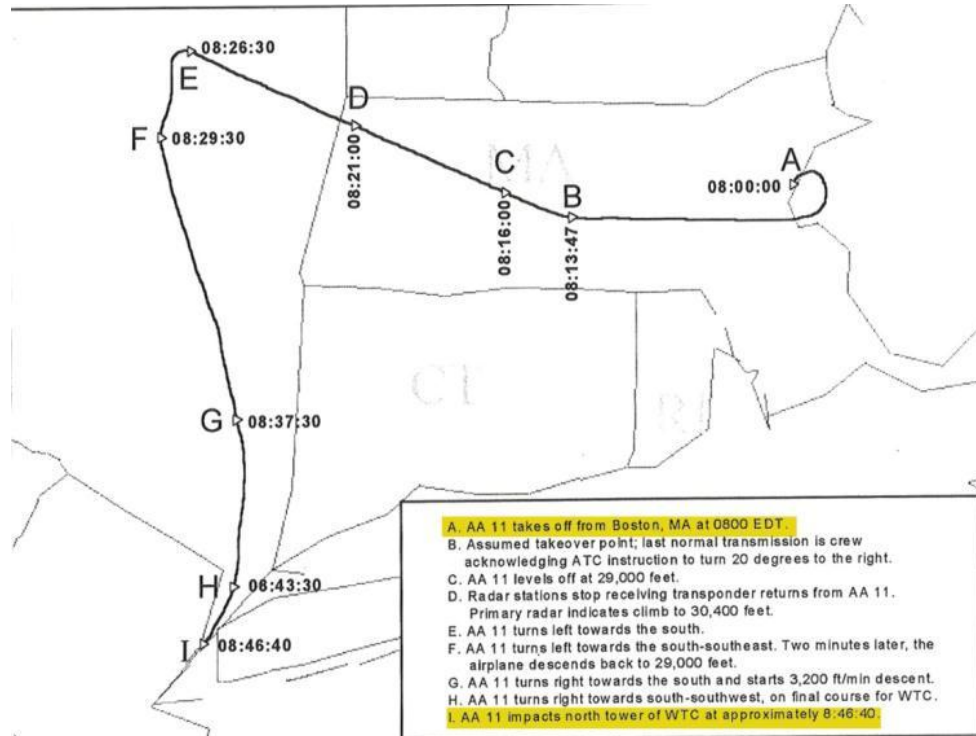 08:26:30
E
D
F
08:29:30
08:21:00
MA
C
A
08:00:00
B
08:16:00
08:13:47
CT
RI
G
08:37:30
H
08:43:30
I
08:46:40
A. AA 11 takes off from Boston, MA at 0800 EDT.
B. Assumed takeover point; last normal transmission is crew
acknowledging ATC instruction to turn 20 degrees to the right.
C. AA 11 levels off at 29,000 feet.
D. Radar stations stop receiving transponder returns from AA 11.
Primary radar indicates climb to 30,400 feet.
E. AA 11 turns left towards the south.
F. AA 11 turns left towards the south-southeast. Two minutes later, the
airplane descends back to 29,000 feet.
G. AA 11 turns right towards the south and starts 3,200 ft/min descent.
H. AA 11 turns right towards south-southwest, on final course for WTC.
I. AA 11 impacts north tower of WTC at approximately 8:46:40.